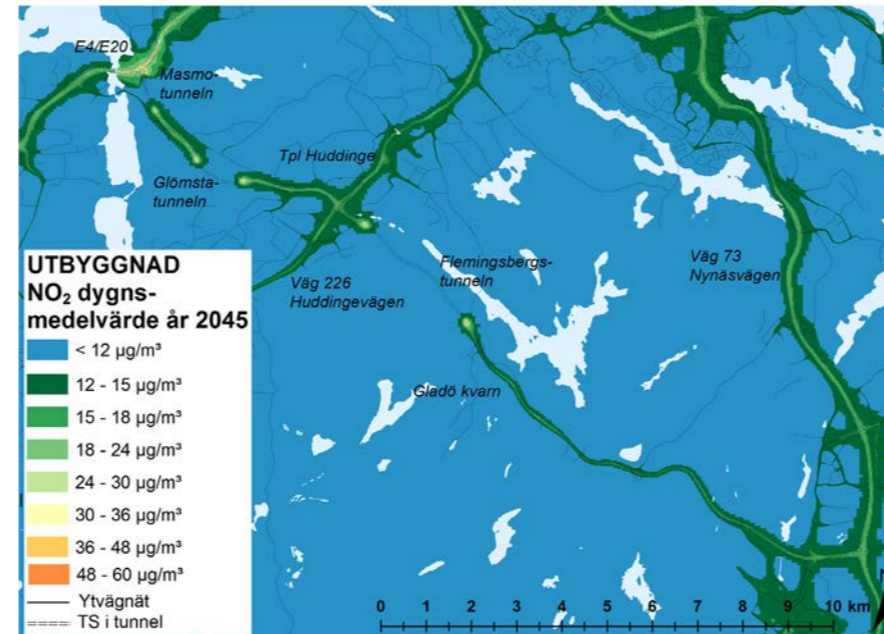 E4/E20
Masmo-
tunneln
Tpl Huddinge
Glömsta-
tunneln
Flemingsbergs-
tunneln
Väg 73
Nynäsvägen
Väg 226
Huddingevägen
Gladö kvarn
UTBYGGNAD
NO₂ dygns-
medelvärde år 2045
< 12 µg/m³
12 - 15 µg/m³
15 - 18 µg/m³
18 - 24 µg/m³
24 - 30 µg/m³
30 - 36 µg/m³
36 - 48 µg/m³
48 - 60 µg/m³
Ytvägnät
TS i tunnel
0 1 2 3 4 5 6 7 8 9 10 km